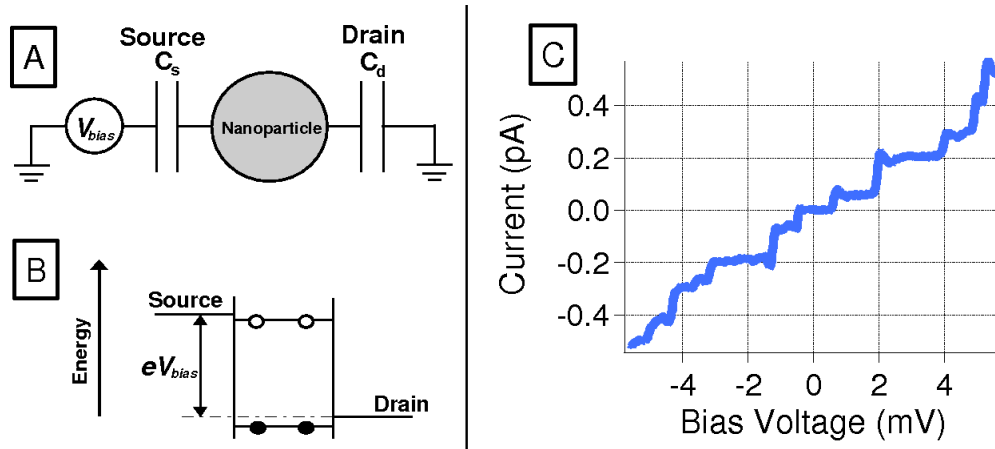 A
Source
Cs
Drain
Cd
Vbias
Nanoparticle
B
Energy
Source
eVbias
Drain
C
Current (pA)
0.4
0.2
0.0
-0.2
-0.4
-4 -2 0 2 4
Bias Voltage (mV)